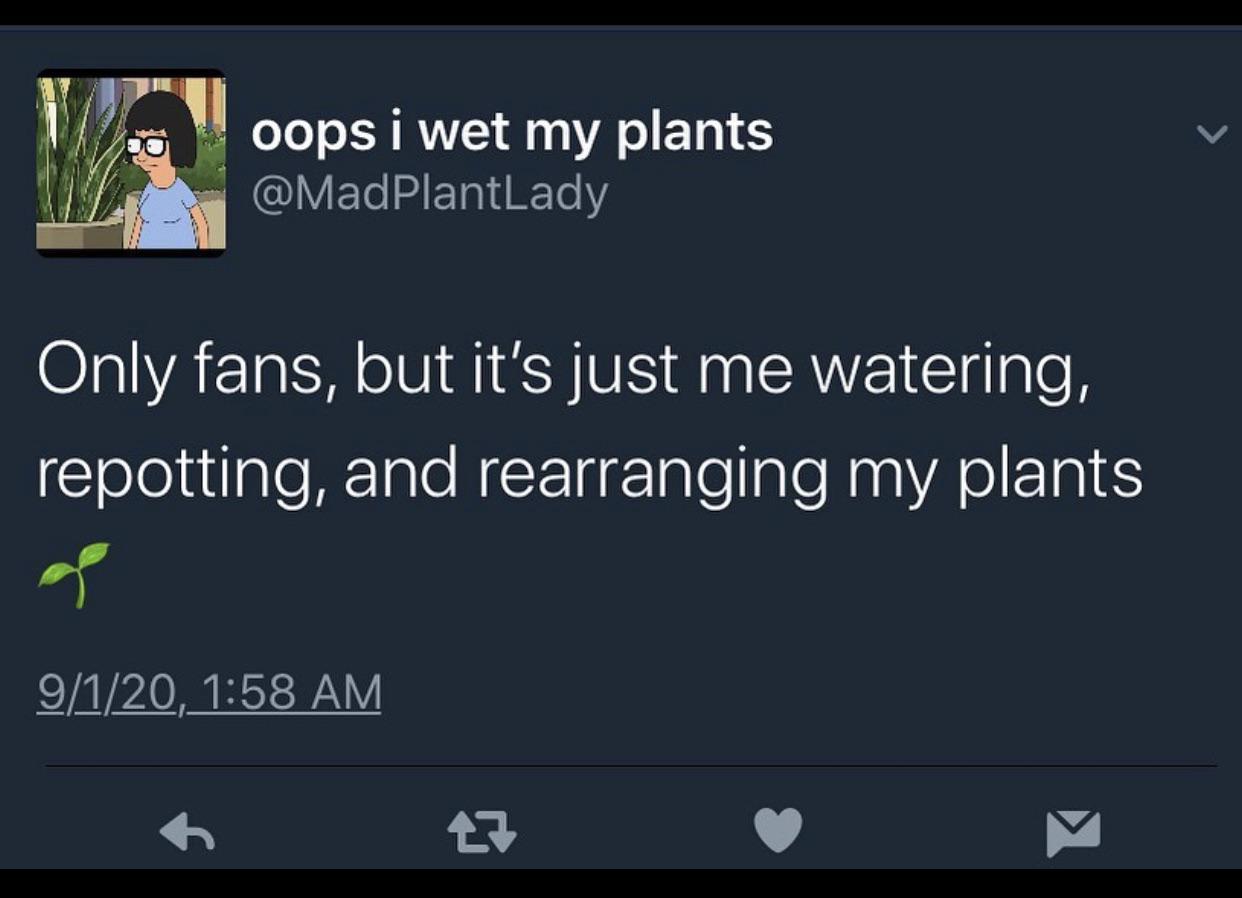 oops i wet my plants
@MadPlantLady
Only fans, but it’s just me watering,
repotting, and rearranging my plants
🌱
9/1/20, 1:58 AM